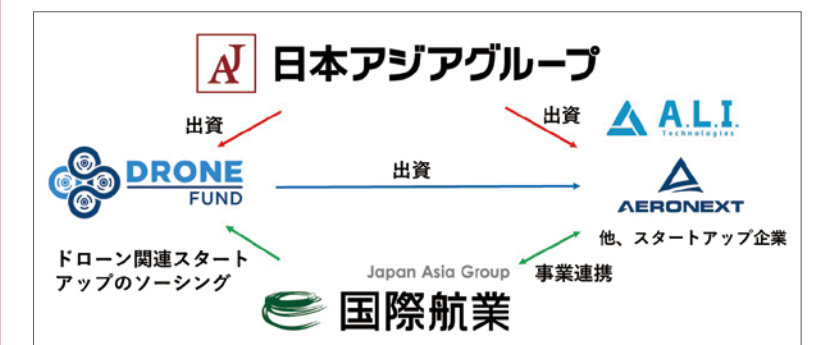 AJ 日本アジアグループ
出資
出資
A.L.I.
Technologies
DRONE
FUND
出資
AERONEXT
他、スタートアップ企業
ドローン関連スタート
アップのソーシング
Japan Asia Group
国際航業
事業連携